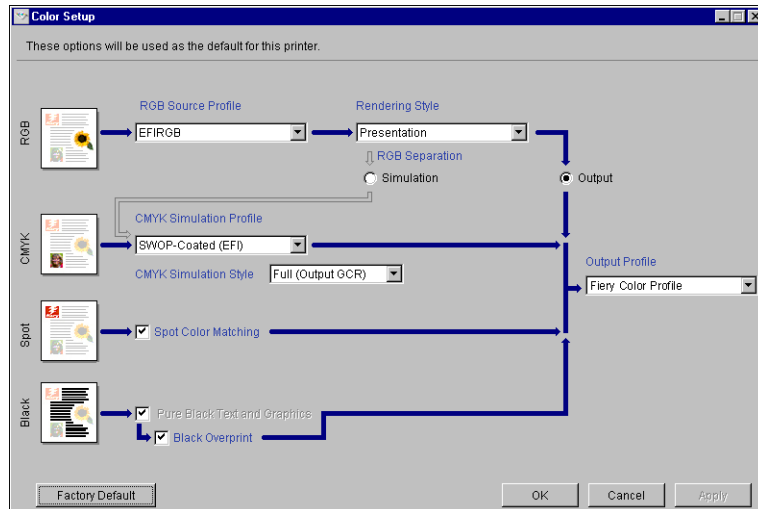 Color Setup
These options will be used as the default for this printer.
RGB Source Profile
Rendering Style
RGB
EFIRGB
Presentation
RGB Separation
Simulation
Output
CMYK Simulation Profile
CMYK
SWOP-Coated (EFI)
Output Profile
CMYK Simulation Style
Full (Output GCR)
Fiery Color Profile
Spot
Spot Color Matching
Black
Pure Black Text and Graphics
Black Overprint
Factory Default
OK
Cancel
Apply